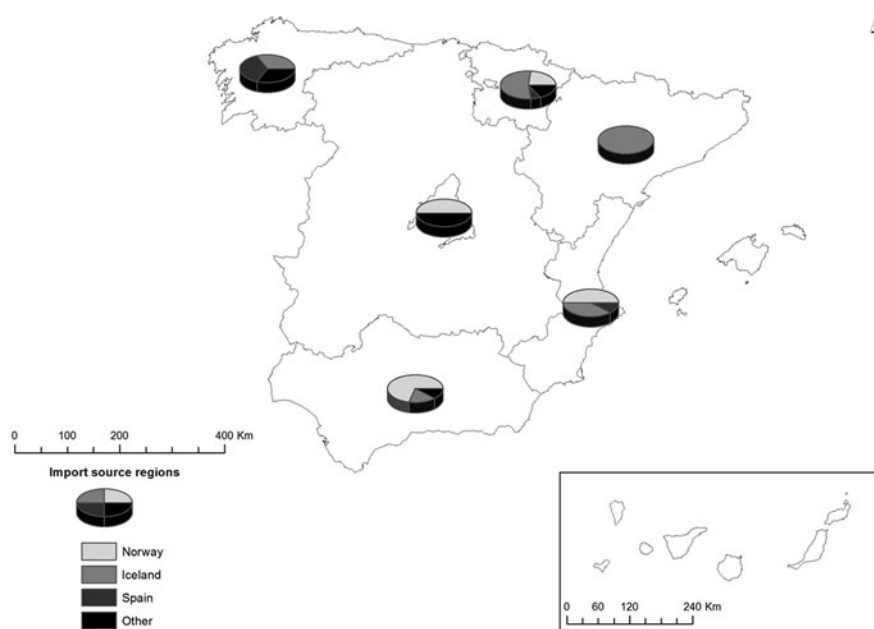 0 100 200 400 Km
Import source regions
Norway
Iceland
Spain
Other
0 60 120 240 Km